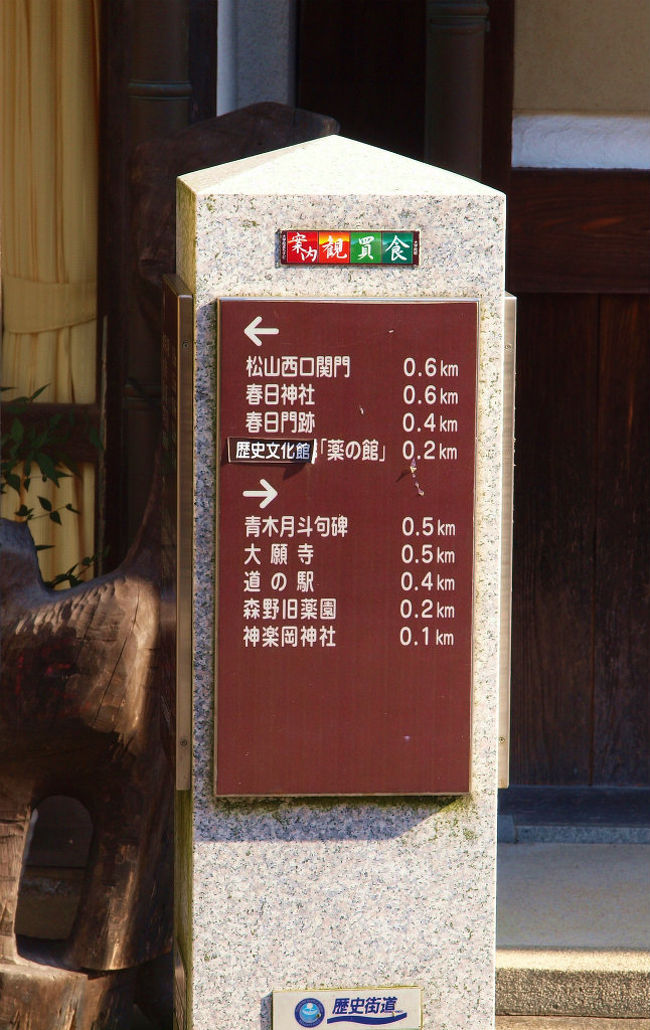 案内 観 買 食
←
松山西口関門 0.6km
春日神社 0.6km
春日門跡 0.4km
歴史文化館「薬の館」 0.2km
→
青木月斗句碑 0.5km
大願寺 0.5km
道の駅 0.4km
森野旧薬園 0.2km
神楽岡神社 0.1km
歴史街道